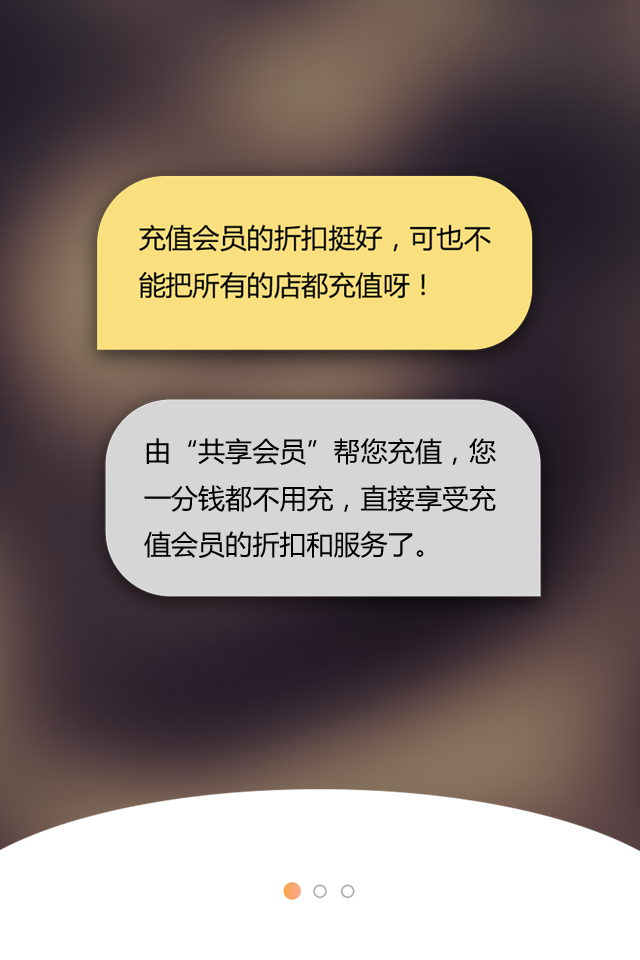 充值会员的折扣挺好，可也不
能把所有的店都充值呀！
由“共享会员”帮您充值，您
一分钱都不用充，直接享受充
值会员的折扣和服务了。